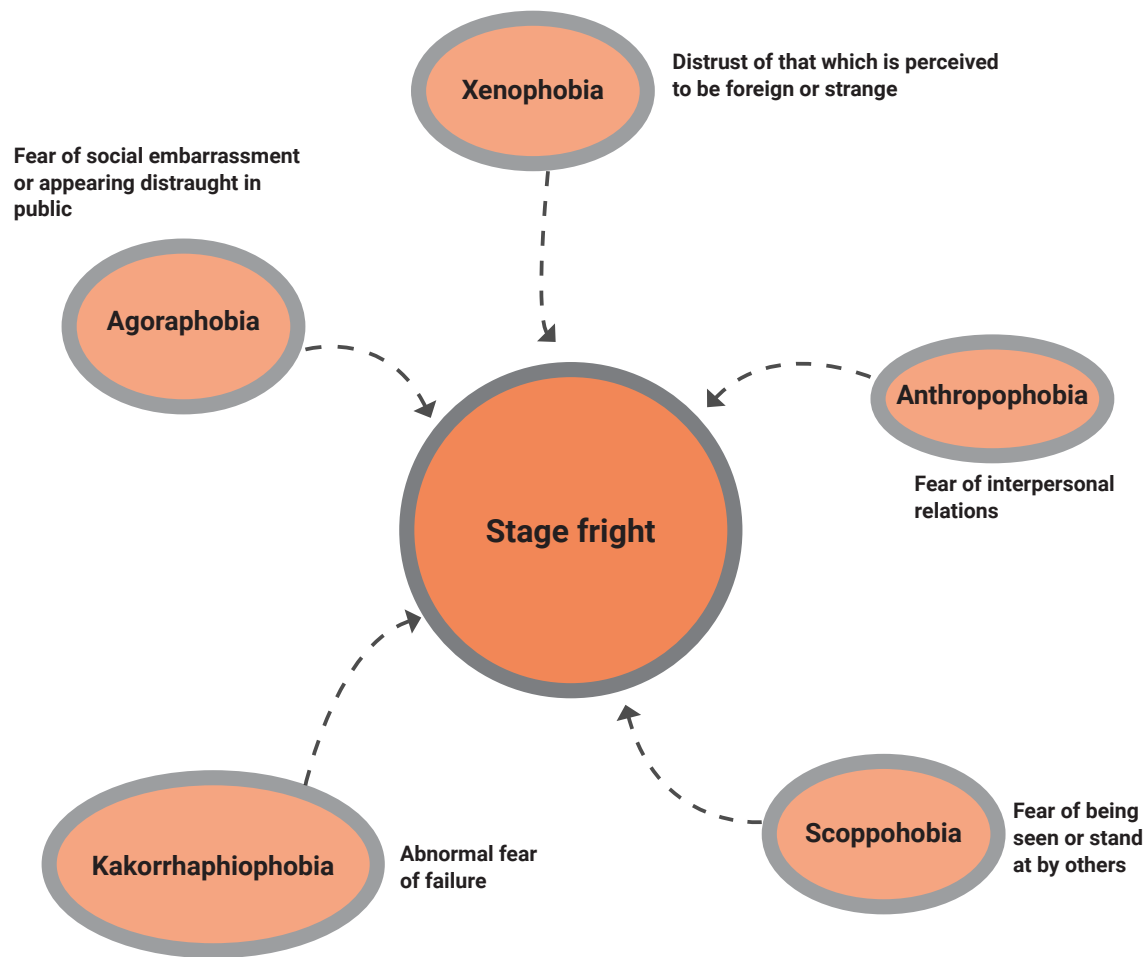 Xenophobia
Distrust of that which is perceived
to be foreign or strange
Fear of social embarrassment
or appearing distraught in
public
Agoraphobia
Anthropophobia
Fear of interpersonal
relations
Stage fright
Kakorrhaphiophobia
Abnormal fear
of failure
Scoppohobia
Fear of being
seen or stand
at by others